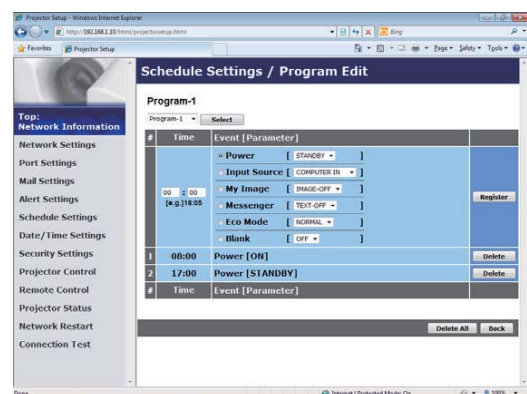 Projector Setup - Windows Internet Explorer
http://192.168.1.10/html/projectorsetup.html
Bing
Favorites Projector Setup Page Safety Tools
Schedule Settings / Program Edit
Program-1
Program-1 Select
# Time Event [Parameter]
Power [ STANDBY ]
Input Source [ COMPUTER IN ]
My Image [ IMAGE-OFF ]
00 : 00
[e.g.]18:05
Messenger [ TEXT-OFF ]
Eco Mode [ NORMAL ]
Blank [ OFF ]
Register
1 08:00 Power [ON] Delete
2 17:00 Power [STANDBY] Delete
# Time Event [Parameter]
Delete All Back
Top:
Network Information
Network Settings
Port Settings
Mail Settings
Alert Settings
Schedule Settings
Date/Time Settings
Security Settings
Projector Control
Remote Control
Projector Status
Network Restart
Connection Test
Done Internet | Protected Mode: On 100%